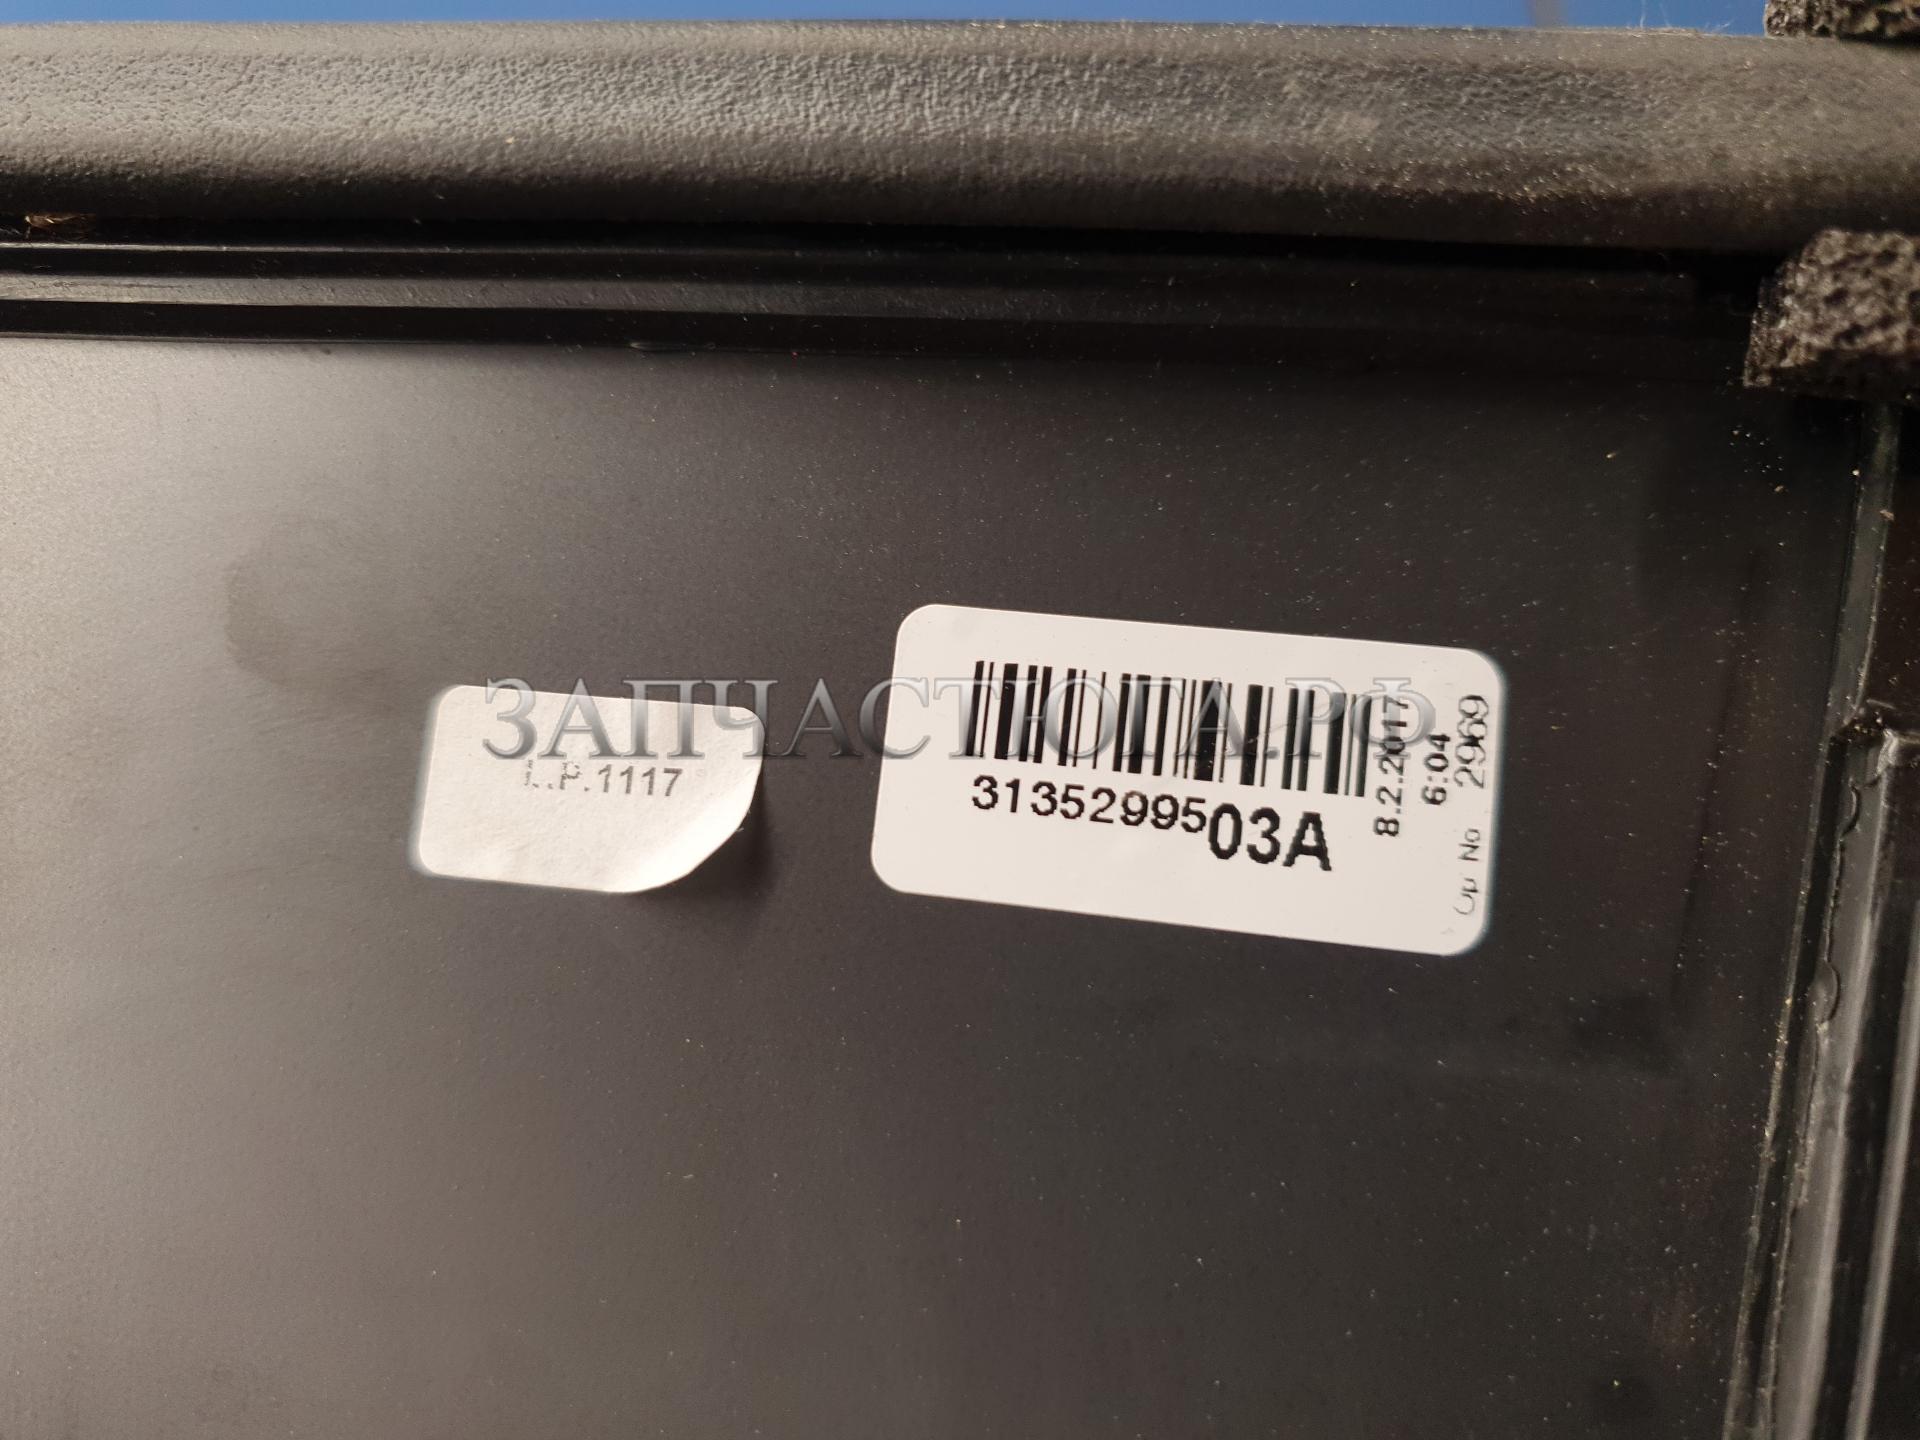 ЗАПЧАСТЮГА.РФ
.P.1117
3135299503A
8.2.2017
6:04
Op No 2969